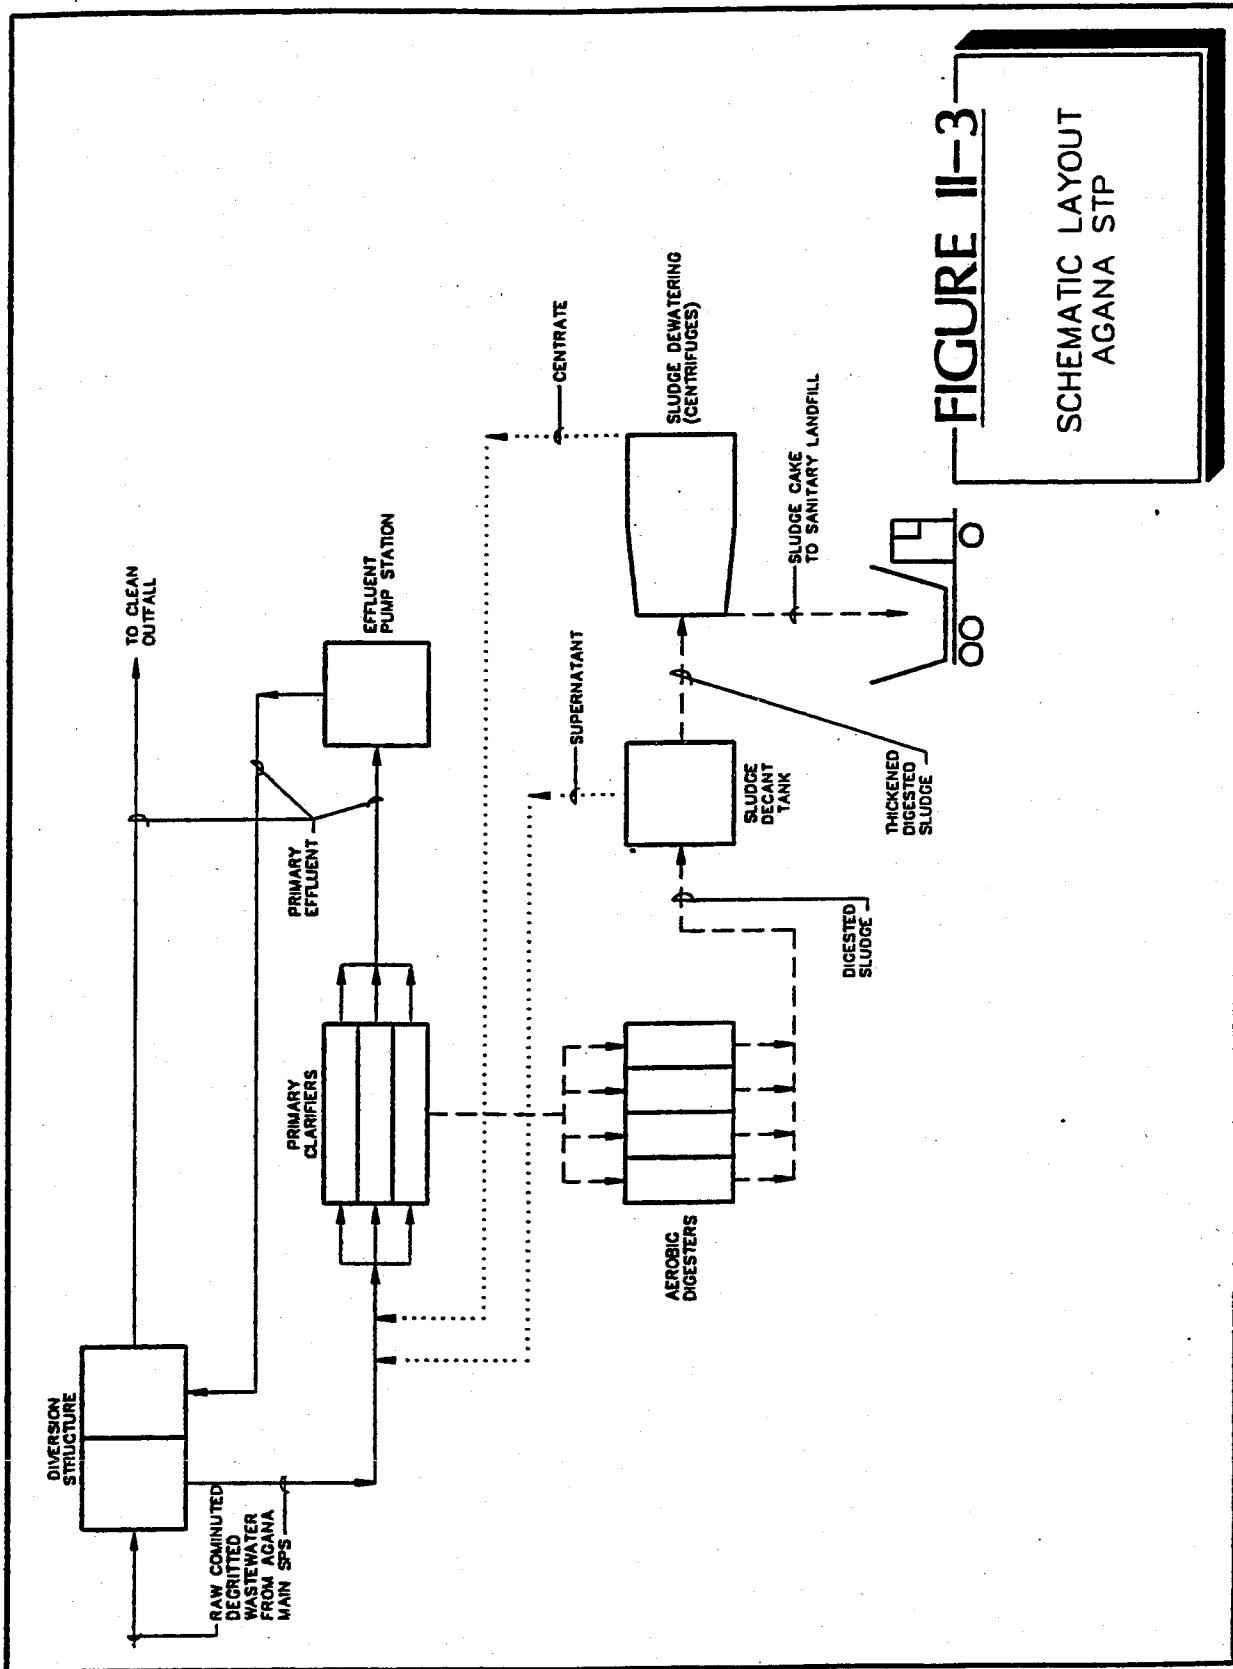 DIVERSION
STRUCTURE
RAW COMINUTED
DEGRITTED
WASTEWATER
FROM AGANA
MAIN SPS
TO CLEAN
OUTFALL
PRIMARY
CLARIFIERS
PRIMARY
EFFLUENT
EFFLUENT
PUMP STATION
CENTRATE
SUPERNATANT
AEROBIC
DIGESTERS
DIGESTED
SLUDGE
SLUDGE
DECANT
TANK
THICKENED
DIGESTED
SLUDGE
SLUDGE DEWATERING
(CENTRIFUGES)
SLUDGE CAKE
TO SANITARY LANDFILL
FIGURE II-3
SCHEMATIC LAYOUT
AGANA STP